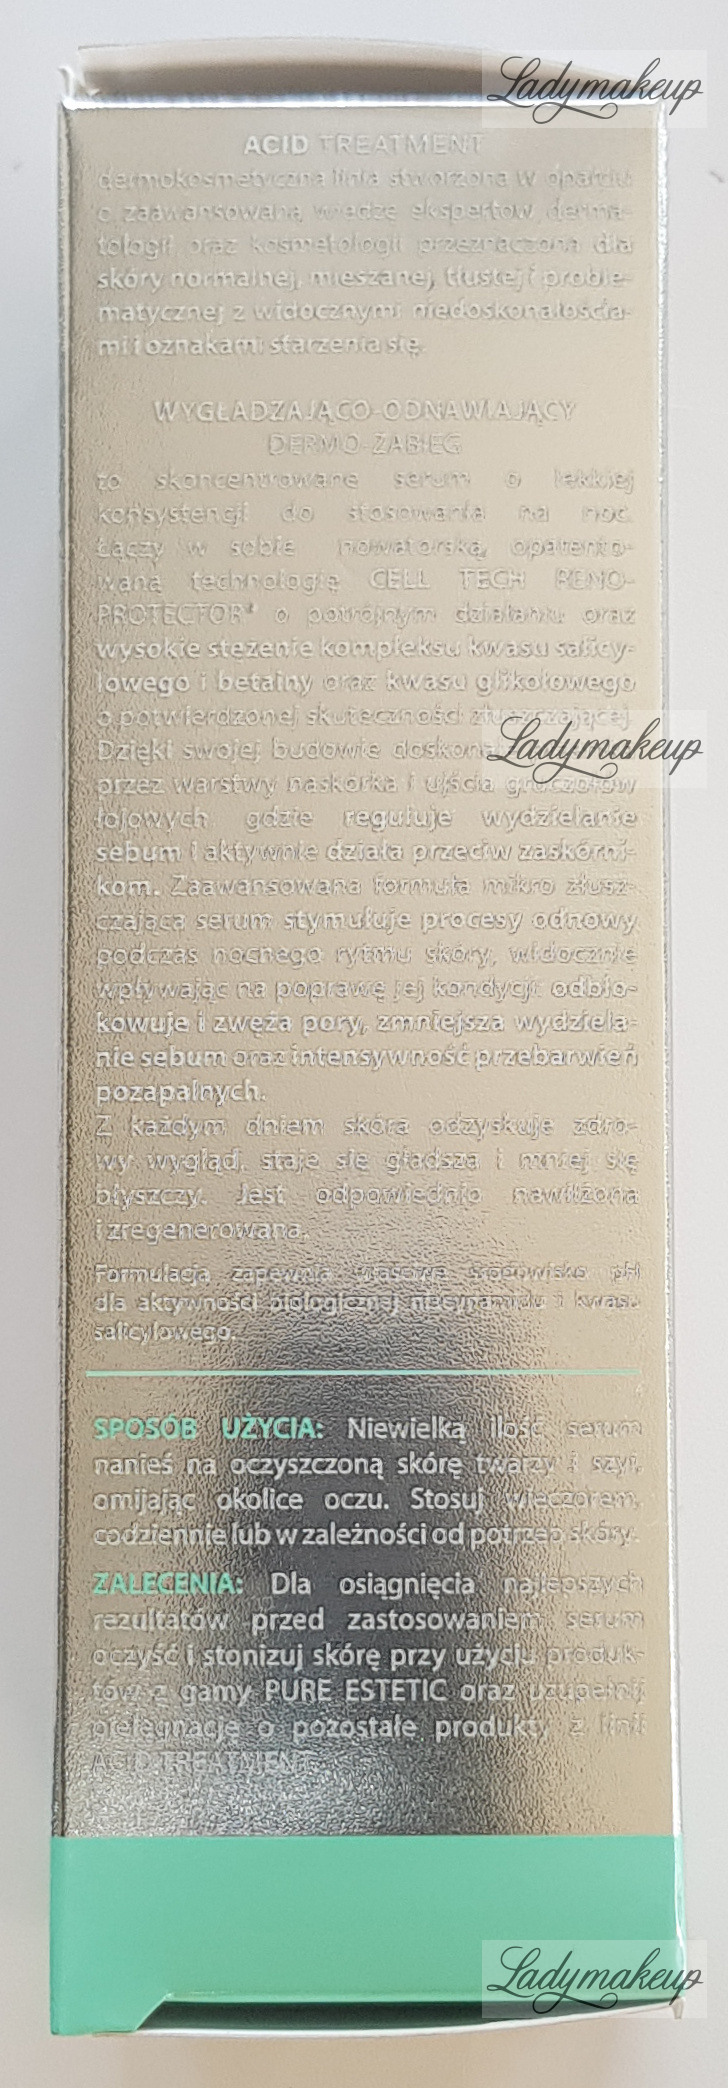 Ladymakeup
ACID TREATMENT
dermokosmetyczna linia stworzona w oparciu
o zaawansowaną wiedzę ekspertów derma-
tologii oraz kosmetologii przeznaczona dla
skóry normalnej, mieszanej, tłustej i proble-
matycznej z widocznymi niedoskonałościa-
mi i oznakami starzenia się.
WYGŁADZAJĄCO-ODNAWIAJĄCY
DERMO-ZABIEG
to skoncentrowane serum o lekkiej
konsystencji do stosowania na noc.
Łączy w sobie nowatorską, opatento-
waną technologię CELL TECH RENO-
PROTECTOR* o potrójnym działaniu oraz
wysokie stężenie kompleksu kwasu salicy-
lowego i betainy oraz kwasu glikolowego
o potwierdzonej skuteczności złuszczającej.
Dzięki swojej budowie doskona
Ladymakeup
przez warstwy naskórka i ujścia gruczołów
łojowych gdzie reguluje wydzielanie
sebum i aktywnie działa przeciw zaskórni-
kom. Zaawansowana formuła mikro złusz-
czająca serum stymuluje procesy odnowy
podczas nocnego rytmu skóry, widocznie
wpływając na poprawę jej kondycji: odblo-
kowuje i zwęża pory, zmniejsza wydziela-
nie sebum oraz intensywność przebarwień
pozapalnych.
Z każdym dniem skóra odzyskuje zdro-
wy wygląd, staje się gładsza i mniej się
błyszczy. Jest odpowiednio nawilżona
i zregenerowana.
Formulacja zapewnia właściwe środowisko pH
dla aktywności biologicznej niacynamidu i kwasu
salicylowego.
SPOSÓB UŻYCIA: Niewielką ilość serum
nanieś na oczyszczoną skórę twarzy i szyi,
omijając okolice oczu. Stosuj wieczorem,
codziennie lub w zależności od potrzeb skóry.
ZALECENIA: Dla osiągnięcia najlepszych
rezultatów przed zastosowaniem serum
oczyść i stonizuj skórę przy użyciu produk-
tów z gamy PURE ESTETIC oraz uzupełnij
pielęgnację o pozostałe produkty z linii
ACID TREATMENT.
Ladymakeup